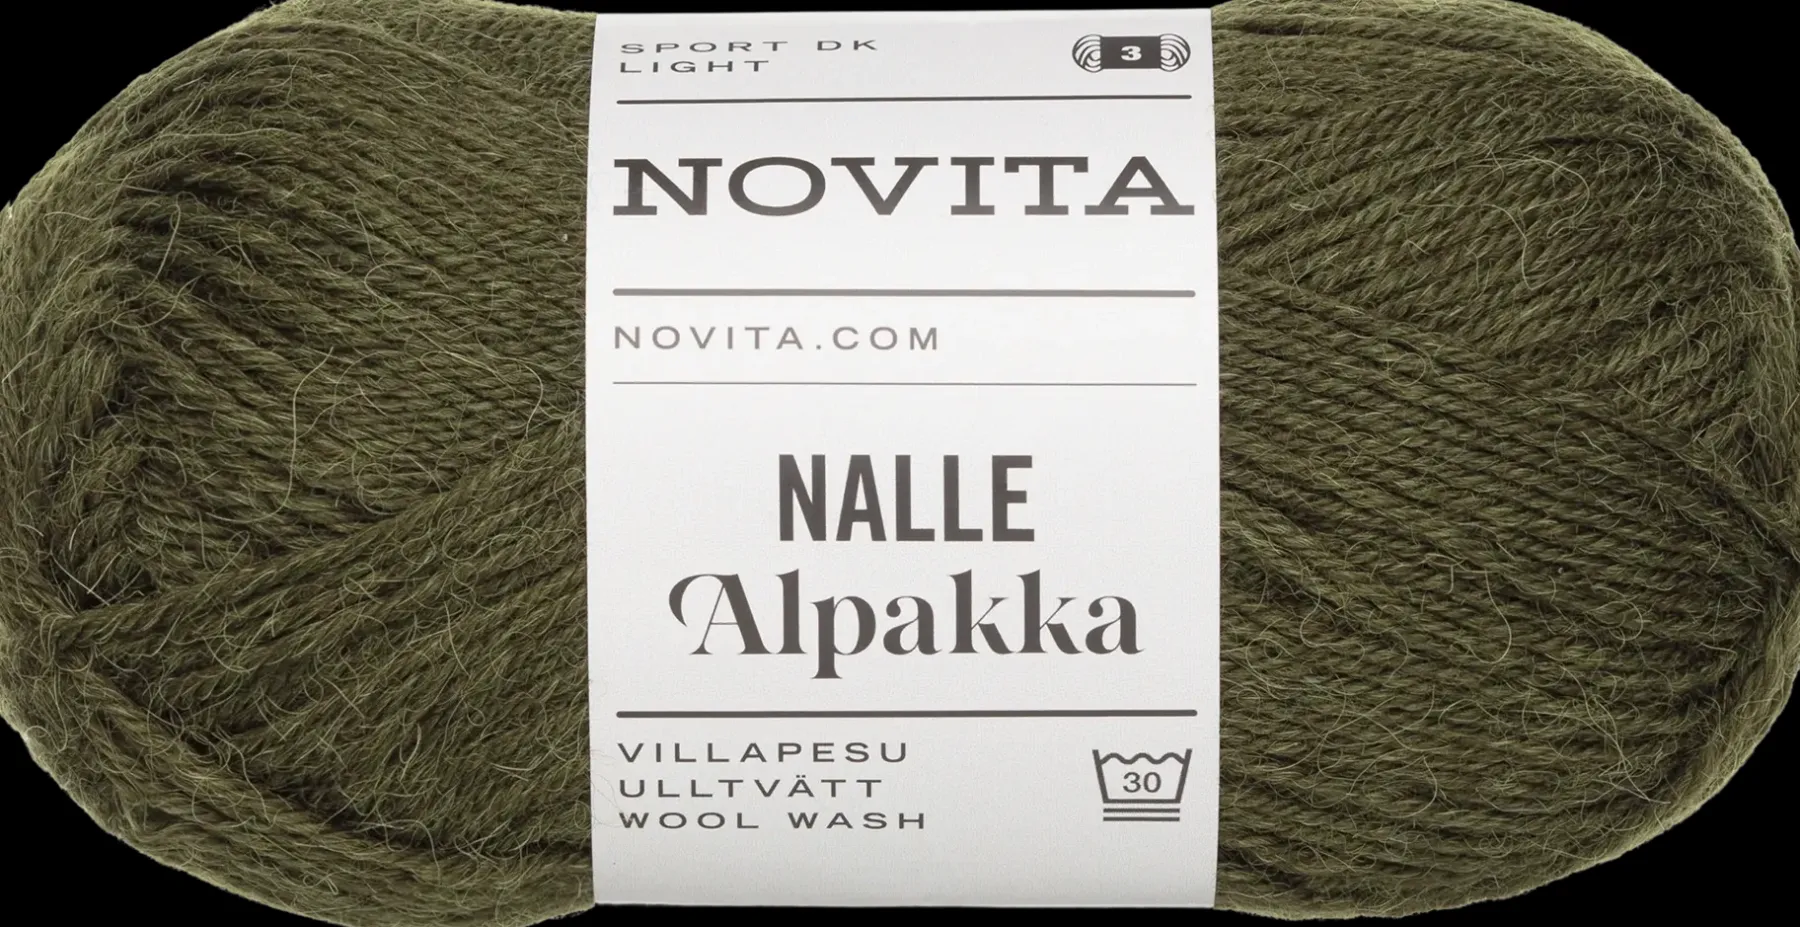 SPORT DK
LIGHT
3
NOVITA
NOVITA.COM
NALLE
Alpakka
VILLAPESU
ULLTVÄTT
WOOL WASH
30